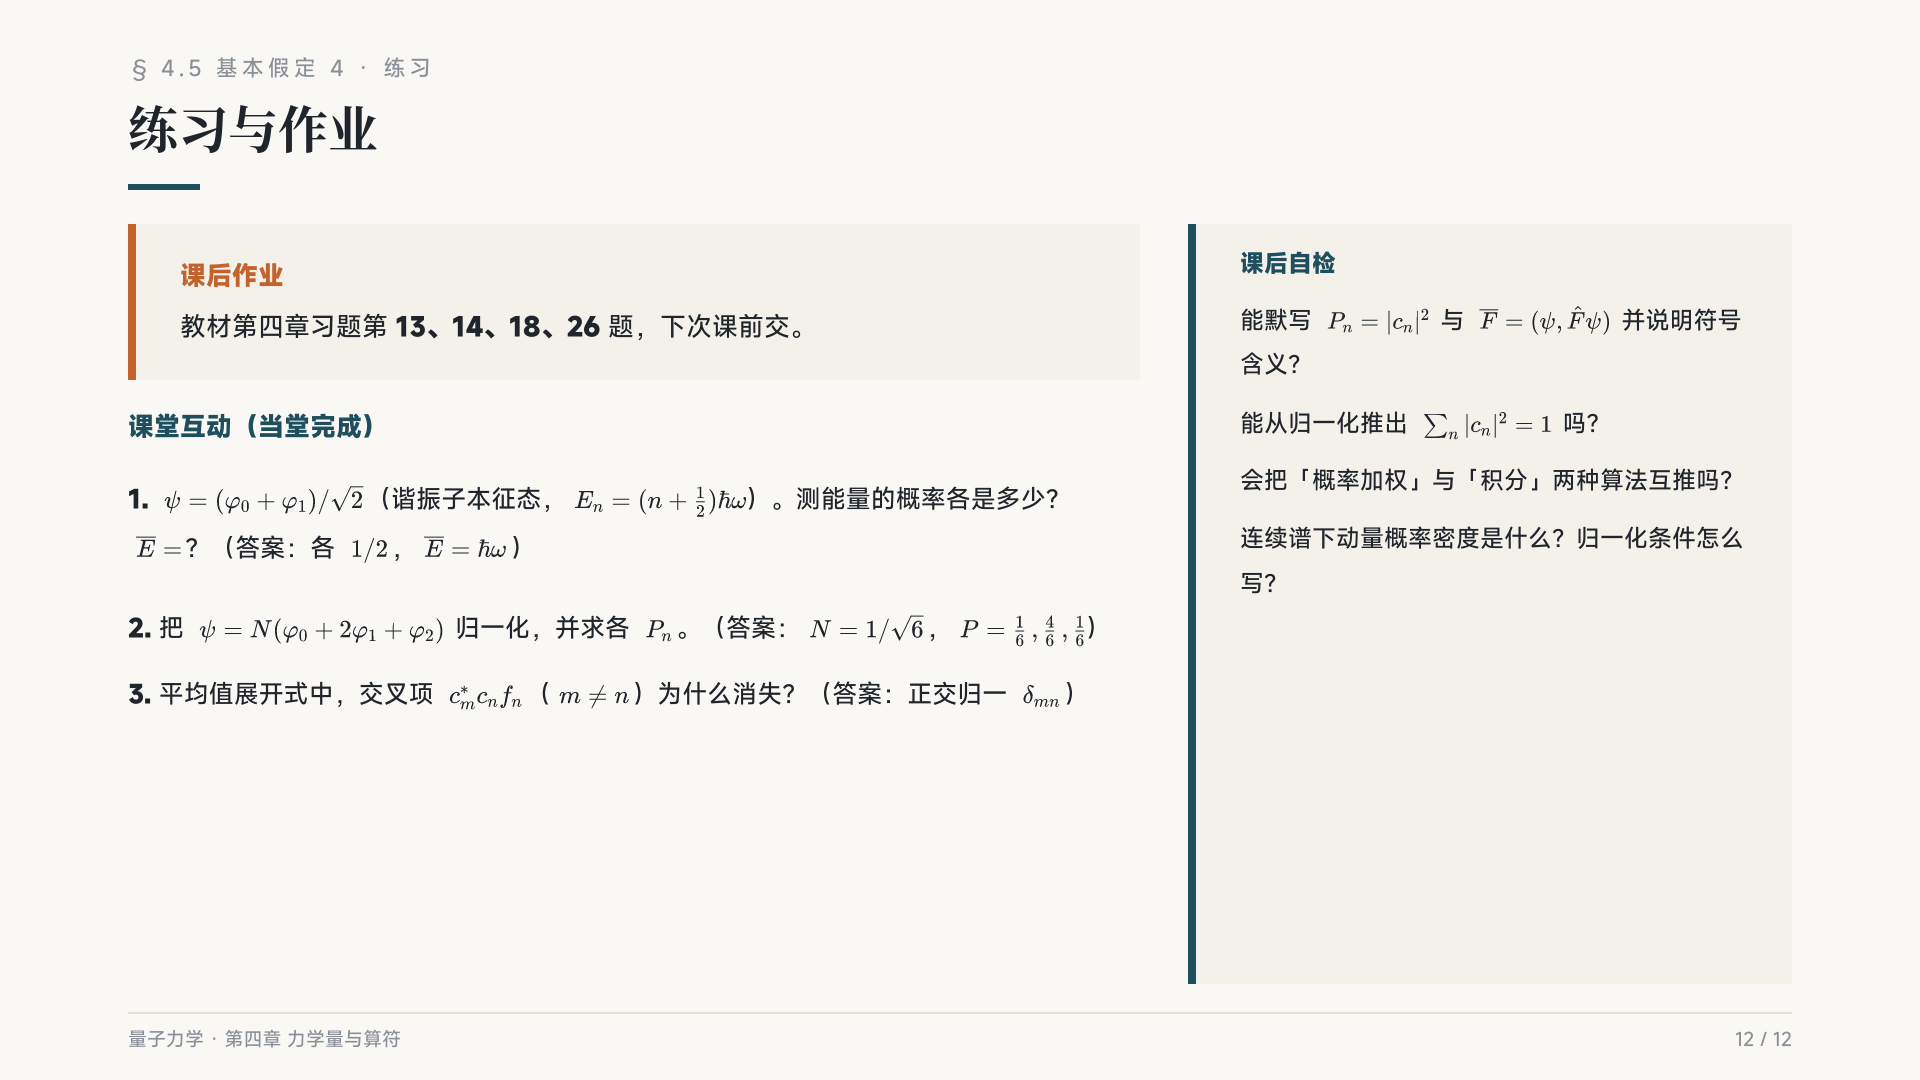 § 4.5 基本假定 4 · 练习
练习与作业
课后作业
教材第四章习题第 13、14、18、26 题，下次课前交。
课堂互动（当堂完成）
1. ψ = (φ₀ + φ₁)/√2（谐振子本征态， Eₙ = (n + 1/2)ħω）。测能量的概率各是多少？
E̅ =？（答案：各 1/2， E̅ = ħω）
2. 把 ψ = N(φ₀ + 2φ₁ + φ₂) 归一化，并求各 Pₙ。（答案： N = 1/√6， P = 1/6, 4/6, 1/6）
3. 平均值展开式中，交叉项 cₘ*cₙfₙ（ m ≠ n）为什么消失？（答案：正交归一 δₘₙ）
课后自检
能默写 Pₙ = |cₙ|² 与 F̅ = (ψ, F̂ψ) 并说明符号
含义？
能从归一化推出 ∑ₙ |cₙ|² = 1 吗？
会把「概率加权」与「积分」两种算法互推吗？
连续谱下动量概率密度是什么？归一化条件怎么
写？
量子力学 · 第四章 力学量与算符
12 / 12